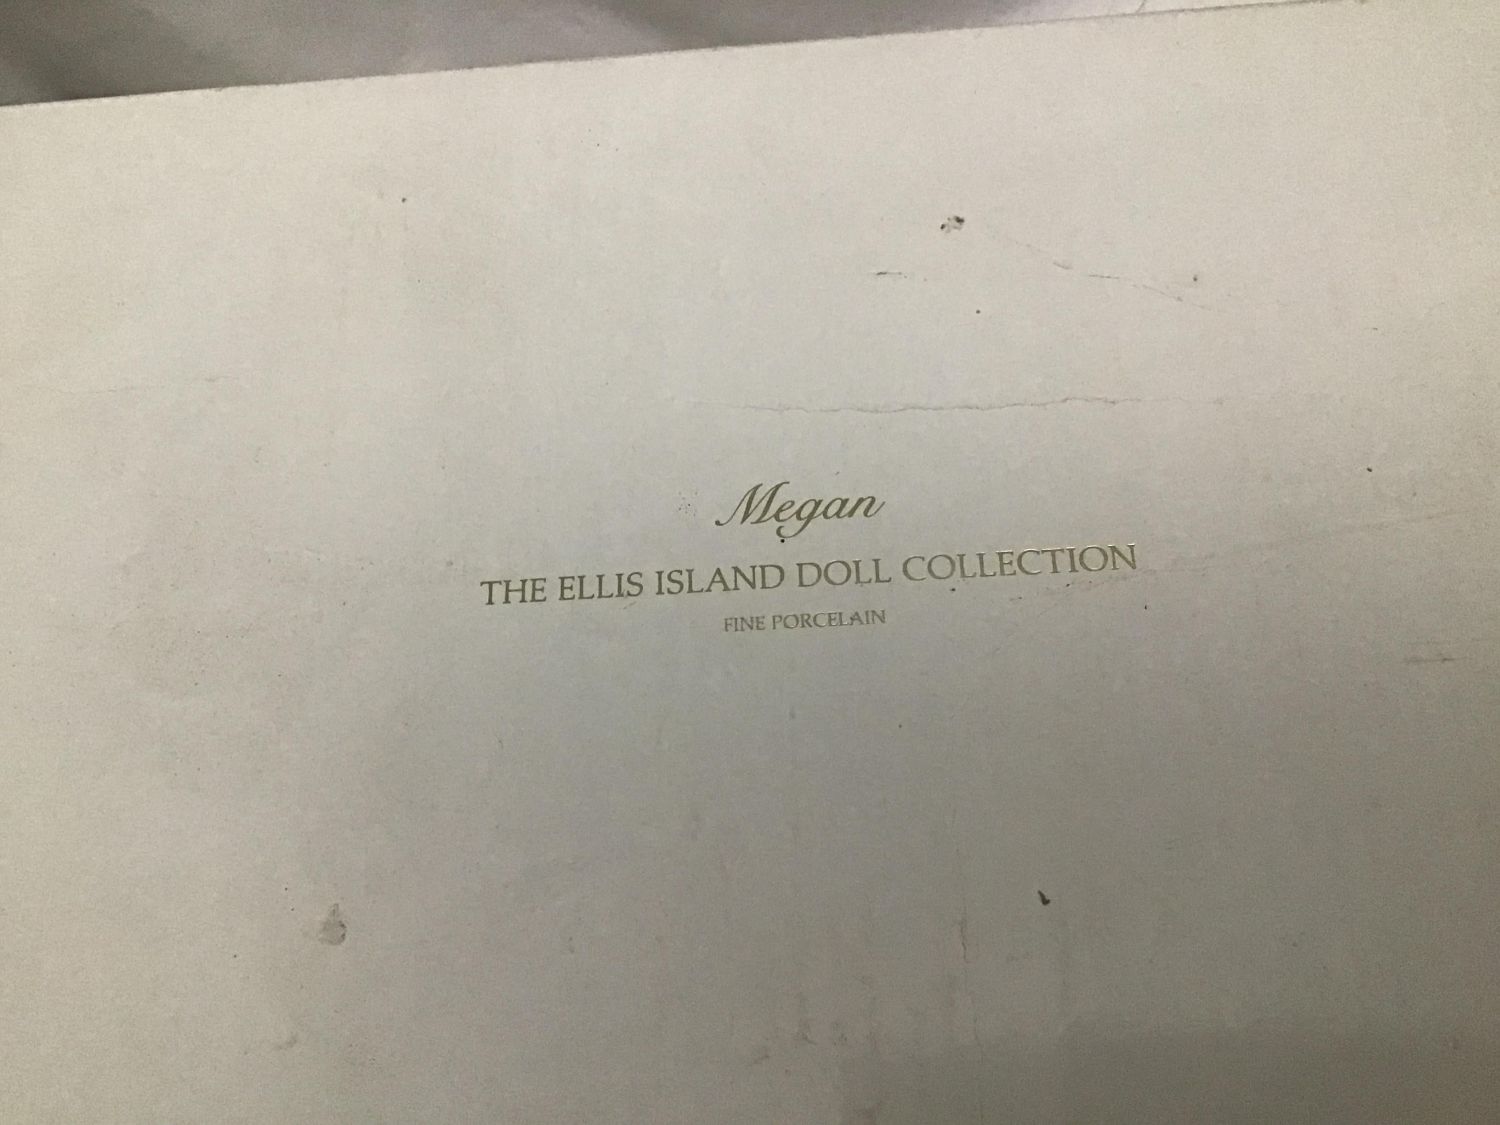 Megan
THE ELLIS ISLAND DOLL COLLECTION
FINE PORCELAIN